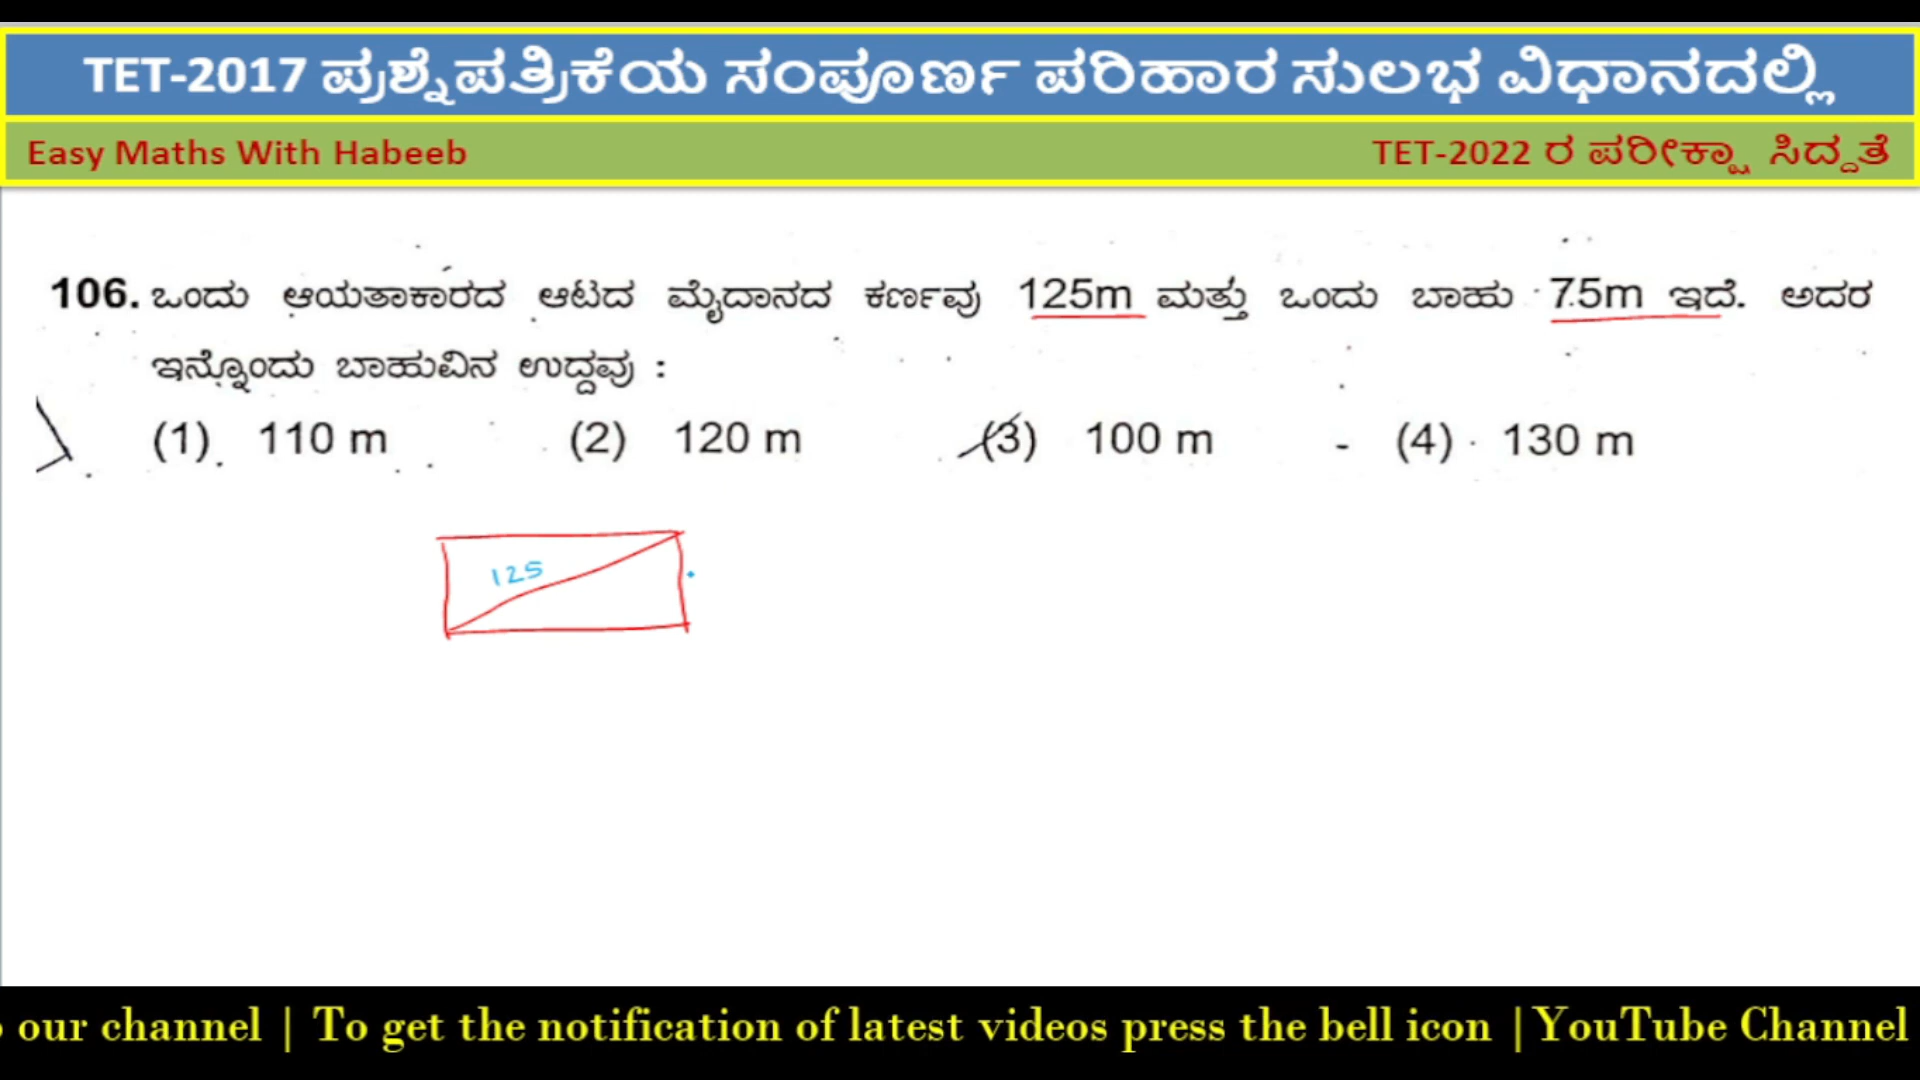 TET-2017 ಪ್ರಶ್ನೆಪತ್ರಿಕೆಯ ಸಂಪೂರ್ಣ ಪರಿಹಾರ ಸುಲಭ ವಿಧಾನದಲ್ಲಿ
Easy Maths With Habeeb TET-2022 ರ ಪರೀಕ್ಷಾ ಸಿದ್ದತೆ
106. ಒಂದು ಆಯತಾಕಾರದ ಆಟದ ಮೈದಾನದ ಕರ್ಣವು 125m ಮತ್ತು ಒಂದು ಬಾಹು 75m ಇದೆ. ಅದರ
ಇನ್ನೊಂದು ಬಾಹುವಿನ ಉದ್ದವು :
(1) 110 m (2) 120 m (3) 100 m (4) 130 m
125
our channel | To get the notification of latest videos press the bell icon | YouTube Channel